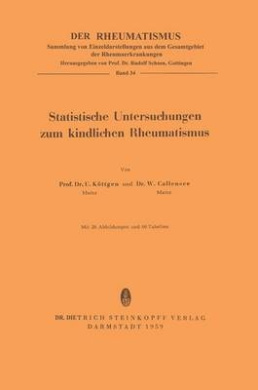 DER RHEUMATISMUS
Sammlung von Einzeldarstellungen aus dem Gesamtgebiet
der Rheumaerkrankungen
Herausgegeben von Prof. Dr. Rudolf Schoen, Göttingen
Band 34
Statistische Untersuchungen
zum kindlichen Rheumatismus
Von
Prof. Dr. U. Köttgen und Dr. W. Callensee
Mainz Mainz
Mit 26 Abbildungen und Tabellen
DR. DIETRICH STEINKOPFF VERLAG
DARMSTADT 1959